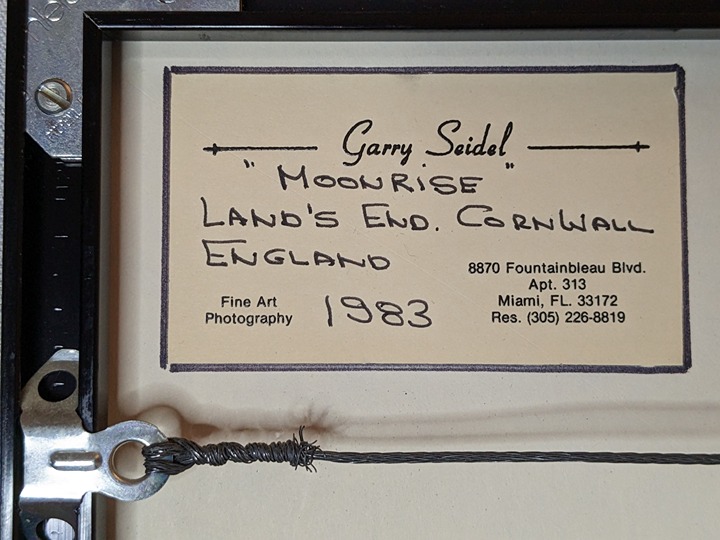 Garry Seidel
"MOONRISE"
LAND'S END. CORNWALL
ENGLAND
1983
Fine Art
Photography
8870 Fountainbleau Blvd.
Apt. 313
Miami, FL. 33172
Res. (305) 226-8819